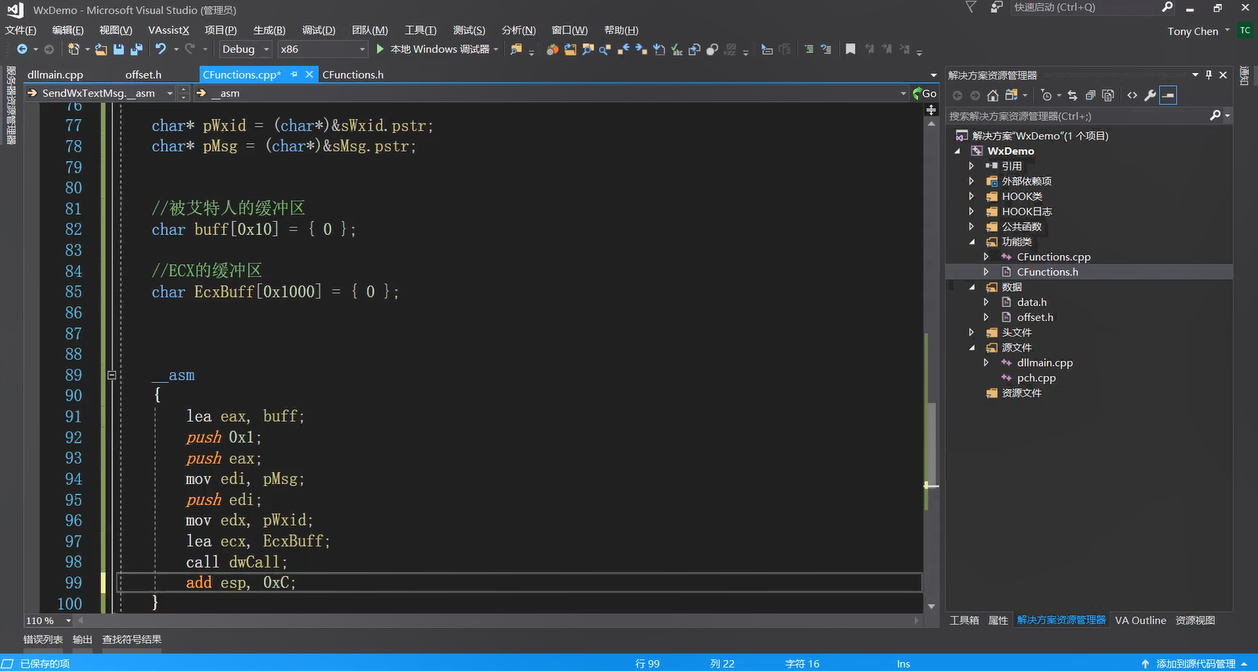 WxDemo - Microsoft Visual Studio (管理员)
快速启动 (Ctrl+Q)
文件(F) 编辑(E) 视图(V) VAssistX 项目(P) 生成(B) 调试(D) 团队(M) 工具(T) 测试(S) 分析(N) 窗口(W) 帮助(H)
Tony Chen TC
Debug x86 本地 Windows 调试器
服务器资源管理器
dllmain.cpp offset.h CFunctions.cpp* CFunctions.h
SendWxTextMsg.__asm __asm Go
76
77 char* pWxid = (char*)&sWxid.pstr;
78 char* pMsg = (char*)&sMsg.pstr;
79
80
81 //被艾特人的缓冲区
82 char buff[0x10] = { 0 };
83
84 //ECX的缓冲区
85 char EcxBuff[0x1000] = { 0 };
86
87
88
89 __asm
90 {
91 lea eax, buff;
92 push 0x1;
93 push eax;
94 mov edi, pMsg;
95 push edi;
96 mov edx, pWxid;
97 lea ecx, EcxBuff;
98 call dwCall;
99 add esp, 0xC;
100 }
110 %
解决方案资源管理器
搜索解决方案资源管理器(Ctrl+;)
解决方案"WxDemo"(1 个项目)
WxDemo
引用
外部依赖项
HOOK类
HOOK日志
公共函数
功能类
CFunctions.cpp
CFunctions.h
数据
data.h
offset.h
头文件
源文件
dllmain.cpp
pch.cpp
资源文件
工具箱 属性 解决方案资源管理器 VA Outline 资源视图
通知
错误列表 输出 查找符号结果
已保存的项 行 99 列 22 字符 16 Ins 添加到源代码管理